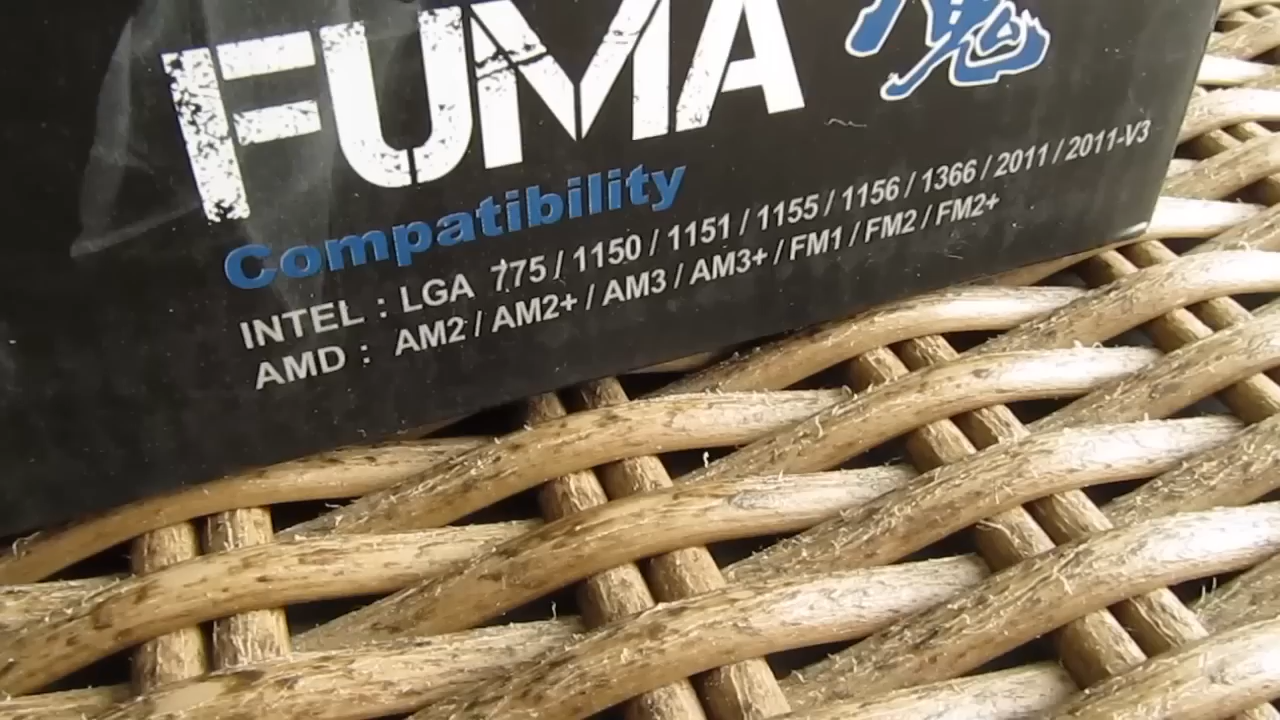 FUMA
Compatibility
INTEL : LGA 775 / 1150 / 1151 / 1155 / 1156 / 1366 / 2011 / 2011-V3
AMD : AM2 / AM2+ / AM3 / AM3+ / FM1 / FM2 / FM2+